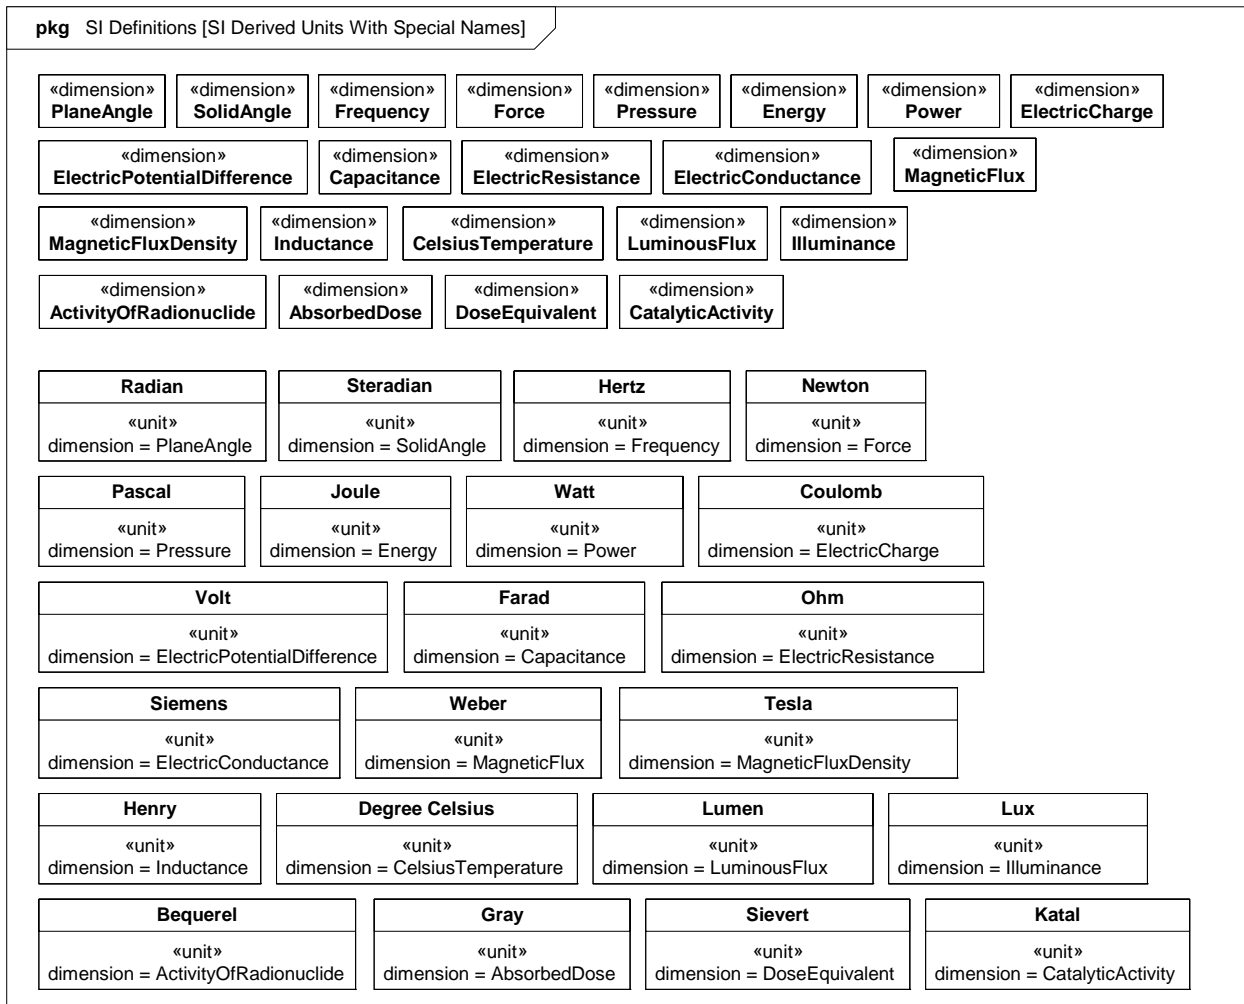 pkg SI Definitions [SI Derived Units With Special Names]
«dimension» «dimension» «dimension» «dimension» «dimension» «dimension» «dimension» «dimension»
PlaneAngle SolidAngle Frequency Force Pressure Energy Power ElectricCharge
«dimension» «dimension» «dimension» «dimension» «dimension»
ElectricPotentialDifference Capacitance ElectricResistance ElectricConductance MagneticFlux
«dimension» «dimension» «dimension» «dimension» «dimension»
MagneticFluxDensity Inductance CelsiusTemperature LuminousFlux Illuminance
«dimension» «dimension» «dimension» «dimension»
ActivityOfRadionuclide AbsorbedDose DoseEquivalent CatalyticActivity
Radian Steradian Hertz Newton
«unit» «unit» «unit» «unit»
dimension = PlaneAngle dimension = SolidAngle dimension = Frequency dimension = Force
Pascal Joule Watt Coulomb
«unit» «unit» «unit» «unit»
dimension = Pressure dimension = Energy dimension = Power dimension = ElectricCharge
Volt Farad Ohm
«unit» «unit» «unit»
dimension = ElectricPotentialDifference dimension = Capacitance dimension = ElectricResistance
Siemens Weber Tesla
«unit» «unit» «unit»
dimension = ElectricConductance dimension = MagneticFlux dimension = MagneticFluxDensity
Henry Degree Celsius Lumen Lux
«unit» «unit» «unit» «unit»
dimension = Inductance dimension = CelsiusTemperature dimension = LuminousFlux dimension = Illuminance
Bequerel Gray Sievert Katal
«unit» «unit» «unit» «unit»
dimension = ActivityOfRadionuclide dimension = AbsorbedDose dimension = DoseEquivalent dimension = CatalyticActivity